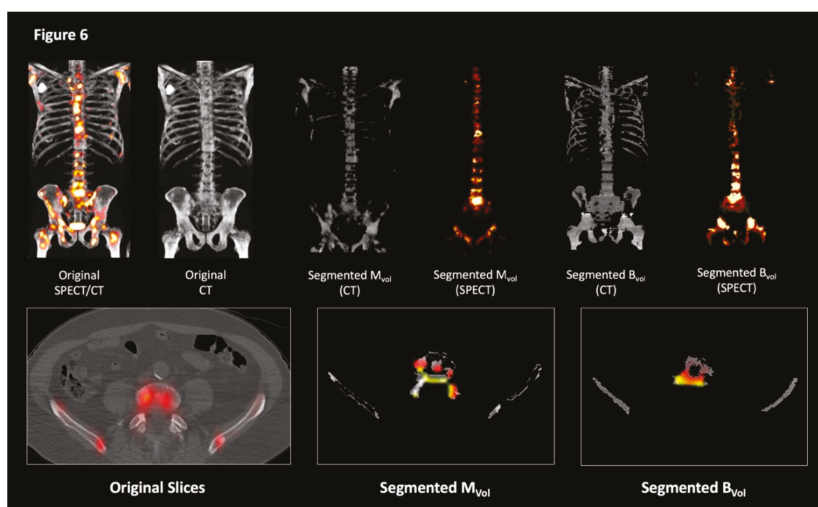 Figure 6
Original
SPECT/CT
Original
CT
Segmented Mvol
(CT)
Segmented Mvol
(SPECT)
Segmented Bvol
(CT)
Segmented Bvol
(SPECT)
Original Slices
Segmented MVol
Segmented BVol